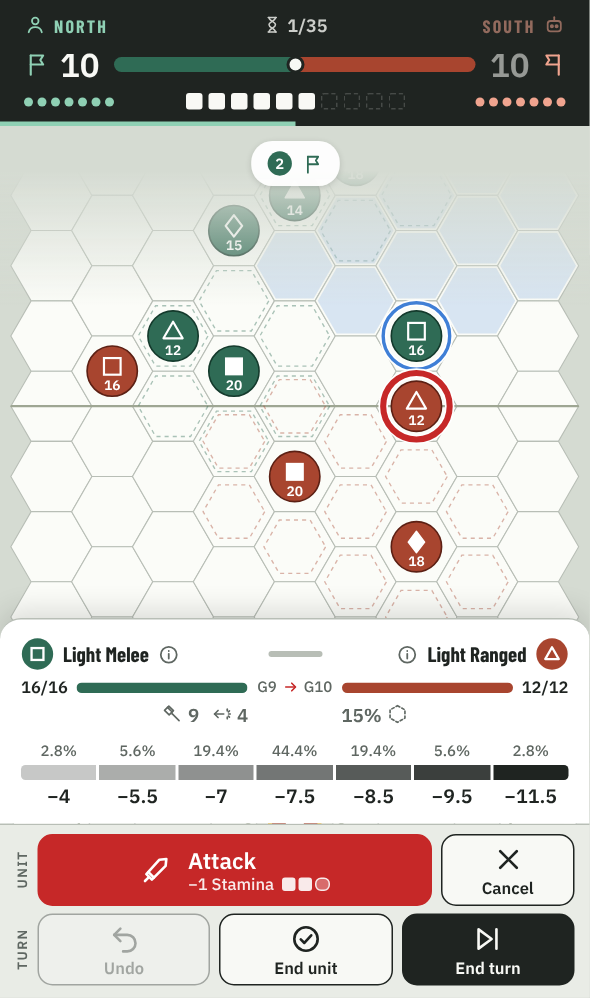 NORTH
1/35
SOUTH
10
10
2
14
15
12
16
16
20
12
20
18
Light Melee
Light Ranged
16/16
G9 → G10
12/12
9
4
15%
2.8% 5.6% 19.4% 44.4% 19.4% 5.6% 2.8%
−4 −5.5 −7 −7.5 −8.5 −9.5 −11.5
UNIT
Attack
−1 Stamina
Cancel
TURN
Undo
End unit
End turn